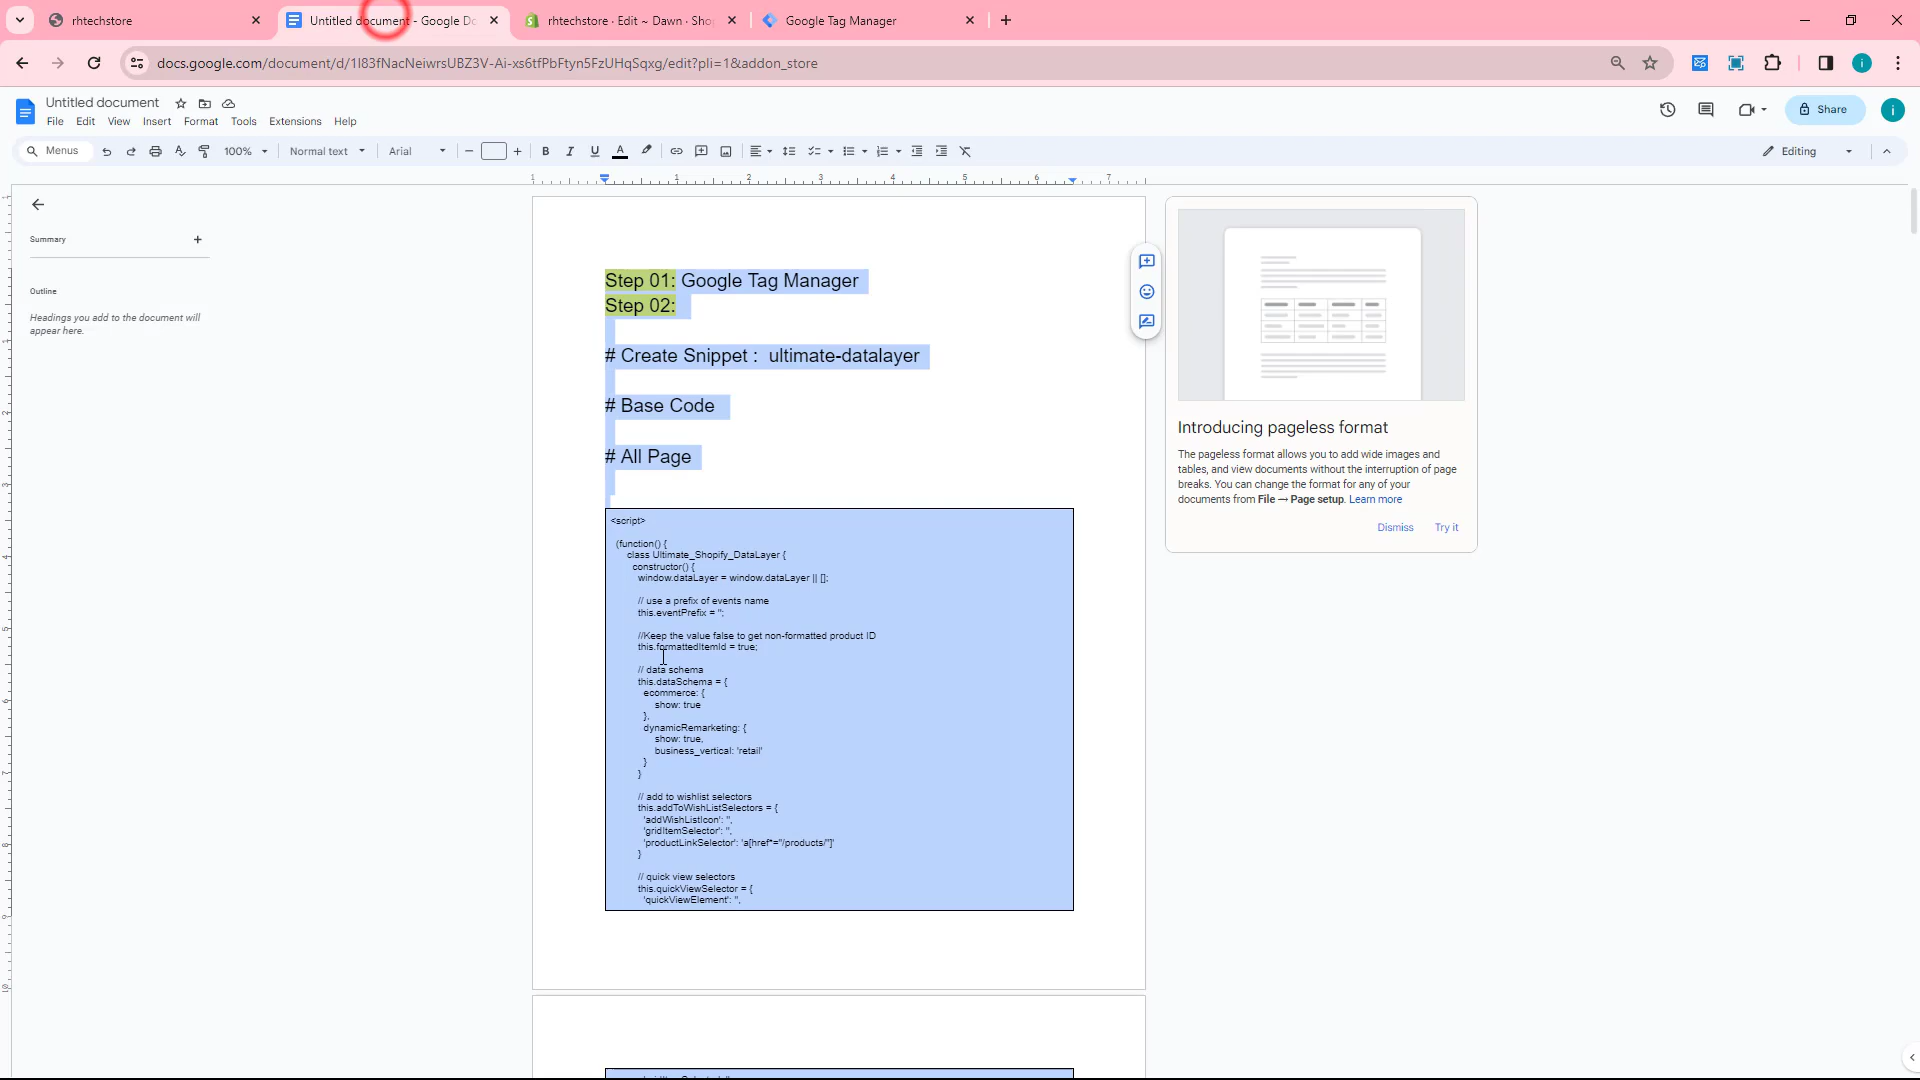 rhtechstore
Untitled document - Google Do
rhtechstore · Edit ~ Dawn · Sho
Google Tag Manager
docs.google.com/document/d/1I83fNacNeiwrsUBZ3V-Ai-xs6tfPbFtyn5FzUHqSqxg/edit?pli=1&addon_store
i
Untitled document
File Edit View Insert Format Tools Extensions Help
Share
i
Menus
100%
Normal text
Arial
Editing
1 1 2 3 4 5 6 7
Summary
Outline
Headings you add to the document will
appear here.
Step 01: Google Tag Manager
Step 02:
# Create Snippet :  ultimate-datalayer
# Base Code
# All Page
<script>
(function() {
class Ultimate_Shopify_DataLayer {
constructor() {
window.dataLayer = window.dataLayer || [];
// use a prefix of events name
this.eventPrefix = '';
//Keep the value false to get non-formatted product ID
this.formattedItemId = true;
// data schema
this.dataSchema = {
ecommerce: {
show: true
},
dynamicRemarketing: {
show: true,
business_vertical: 'retail'
}
}
// add to wishlist selectors
this.addToWishListSelectors = {
'addWishListIcon': '',
'gridItemSelector': '',
'productLinkSelector': 'a[href*="/products/"]'
}
// quick view selectors
this.quickViewSelector = {
'quickViewElement': '',
Introducing pageless format
The pageless format allows you to add wide images and
tables, and view documents without the interruption of page
breaks. You can change the format for any of your
documents from File → Page setup. Learn more
Dismiss Try it